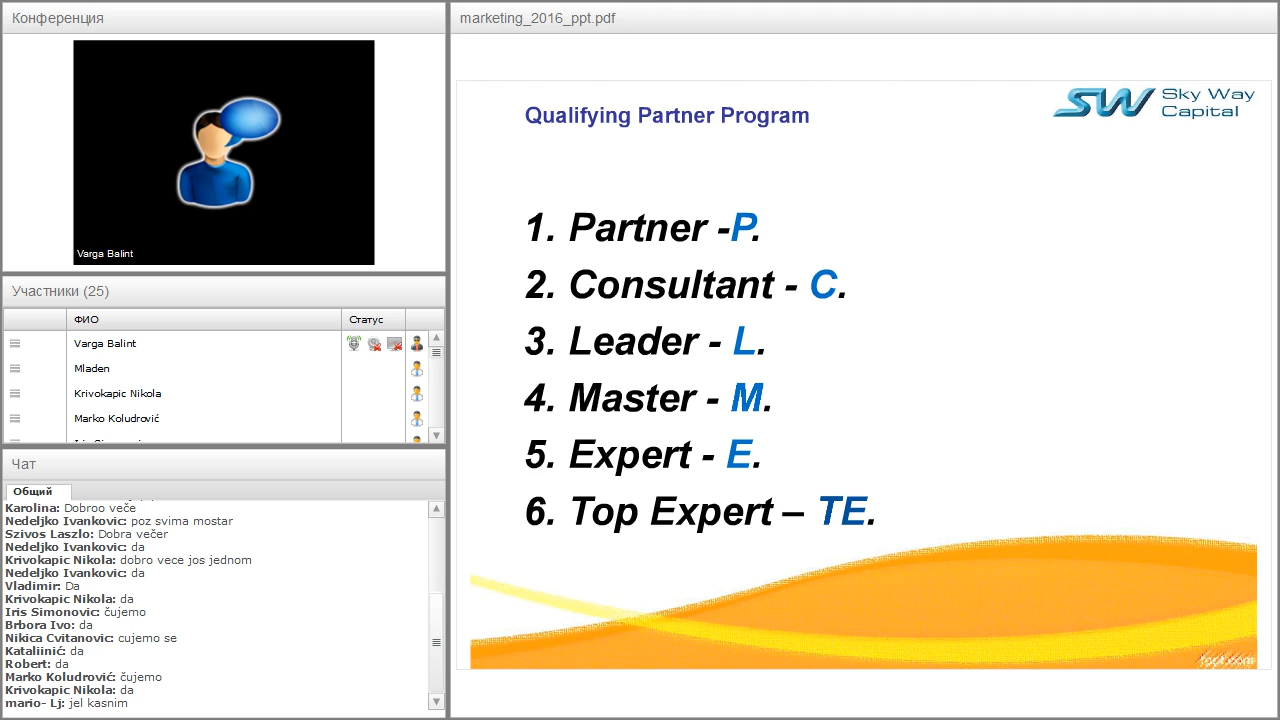 Конференция
Varga Balint
Участники (25)
ФИО
Статус
Varga Balint
Mladen
Krivokapic Nikola
Marko Koludrović
Чат
Общий
Karolina: Dobroo veče
Nedeljko Ivankovic: poz svima mostar
Szivos Laszlo: Dobra večer
Nedeljko Ivankovic: da
Krivokapic Nikola: dobro vece jos jednom
Nedeljko Ivankovic: da
Vladimir: Da
Krivokapic Nikola: da
Iris Simonovic: čujemo
Brbora Ivo: da
Nikica Cvitanovic: cujemo se
Kataliinić: da
Robert: da
Marko Koludrović: čujemo
Krivokapic Nikola: da
mario- Lj: jel kasnim
marketing_2016_ppt.pdf
Qualifying Partner Program
SW Sky Way
Capital
1. Partner -P.
2. Consultant - C.
3. Leader - L.
4. Master - M.
5. Expert - E.
6. Top Expert – TE.
fppt.com